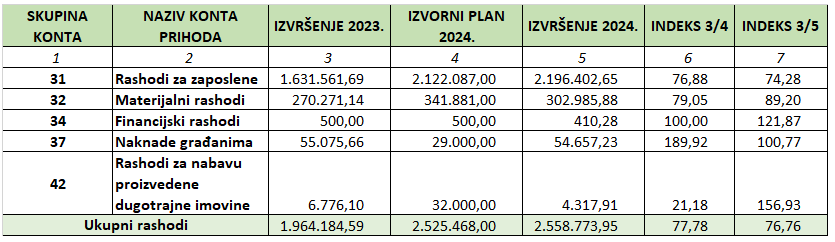 SKUPINA KONTA NAZIV KONTA PRIHODA IZVRŠENJE 2023. IZVORNI PLAN 2024. IZVRŠENJE 2024. INDEKS 3/4 INDEKS 3/5
1 2 3 4 5 6 7
31 Rashodi za zaposlene 1.631.561,69 2.122.087,00 2.196.402,65 76,88 74,28
32 Materijalni rashodi 270.271,14 341.881,00 302.985,88 79,05 89,20
34 Financijski rashodi 500,00 500,00 410,28 100,00 121,87
37 Naknade građanima 55.075,66 29.000,00 54.657,23 189,92 100,77
42 Rashodi za nabavu proizvedene dugotrajne imovine 6.776,10 32.000,00 4.317,91 21,18 156,93
Ukupni rashodi 1.964.184,59 2.525.468,00 2.558.773,95 77,78 76,76